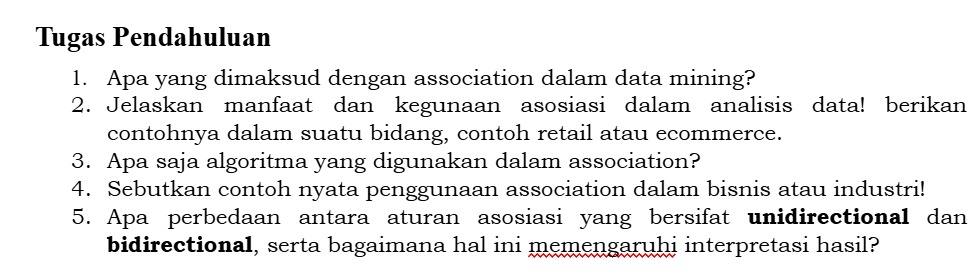 Tugas Pendahuluan
1. Apa yang dimaksud dengan association dalam data mining?
2. Jelaskan manfaat dan kegunaan asosiasi dalam analisis data! berikan
contohnya dalam suatu bidang, contoh retail atau ecommerce.
3. Apa saja algoritma yang digunakan dalam association?
4. Sebutkan contoh nyata penggunaan association dalam bisnis atau industri!
5. Apa perbedaan antara aturan asosiasi yang bersifat unidirectional dan
bidirectional, serta bagaimana hal ini memengaruhi interpretasi hasil?